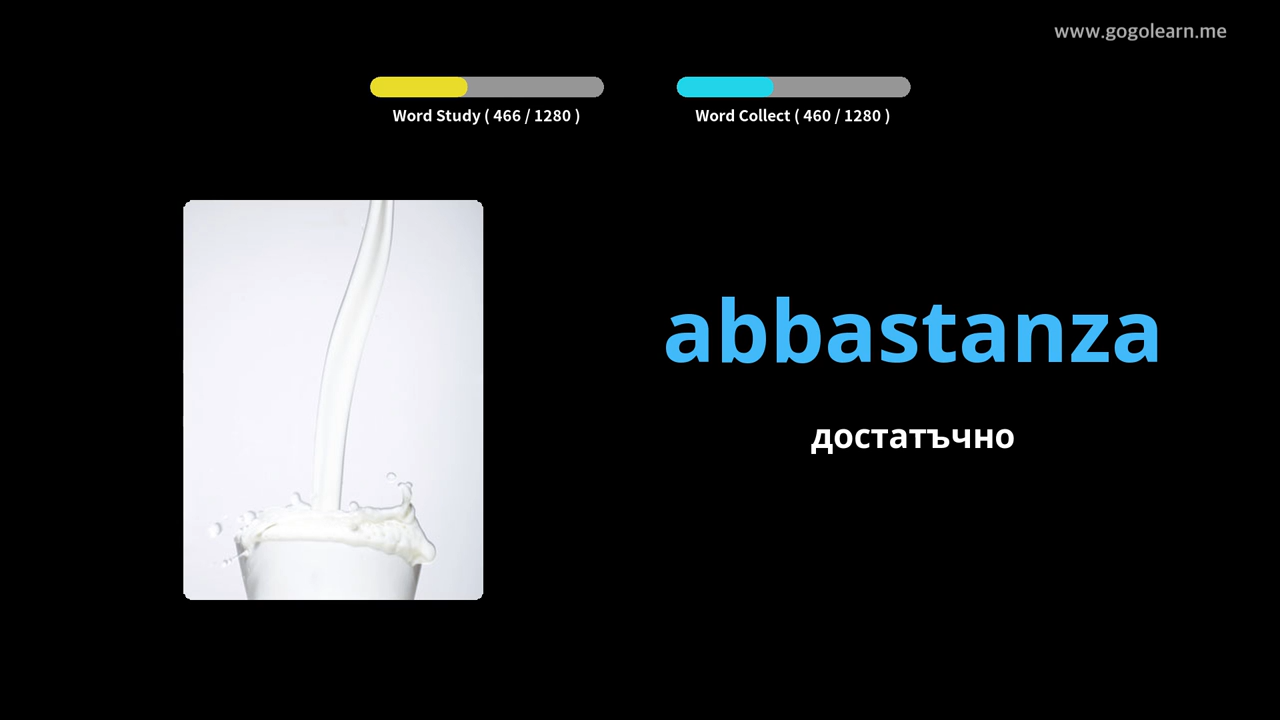 www.gogolearn.me
Word Study ( 466 / 1280 )
Word Collect ( 460 / 1280 )
abbastanza
достатъчно